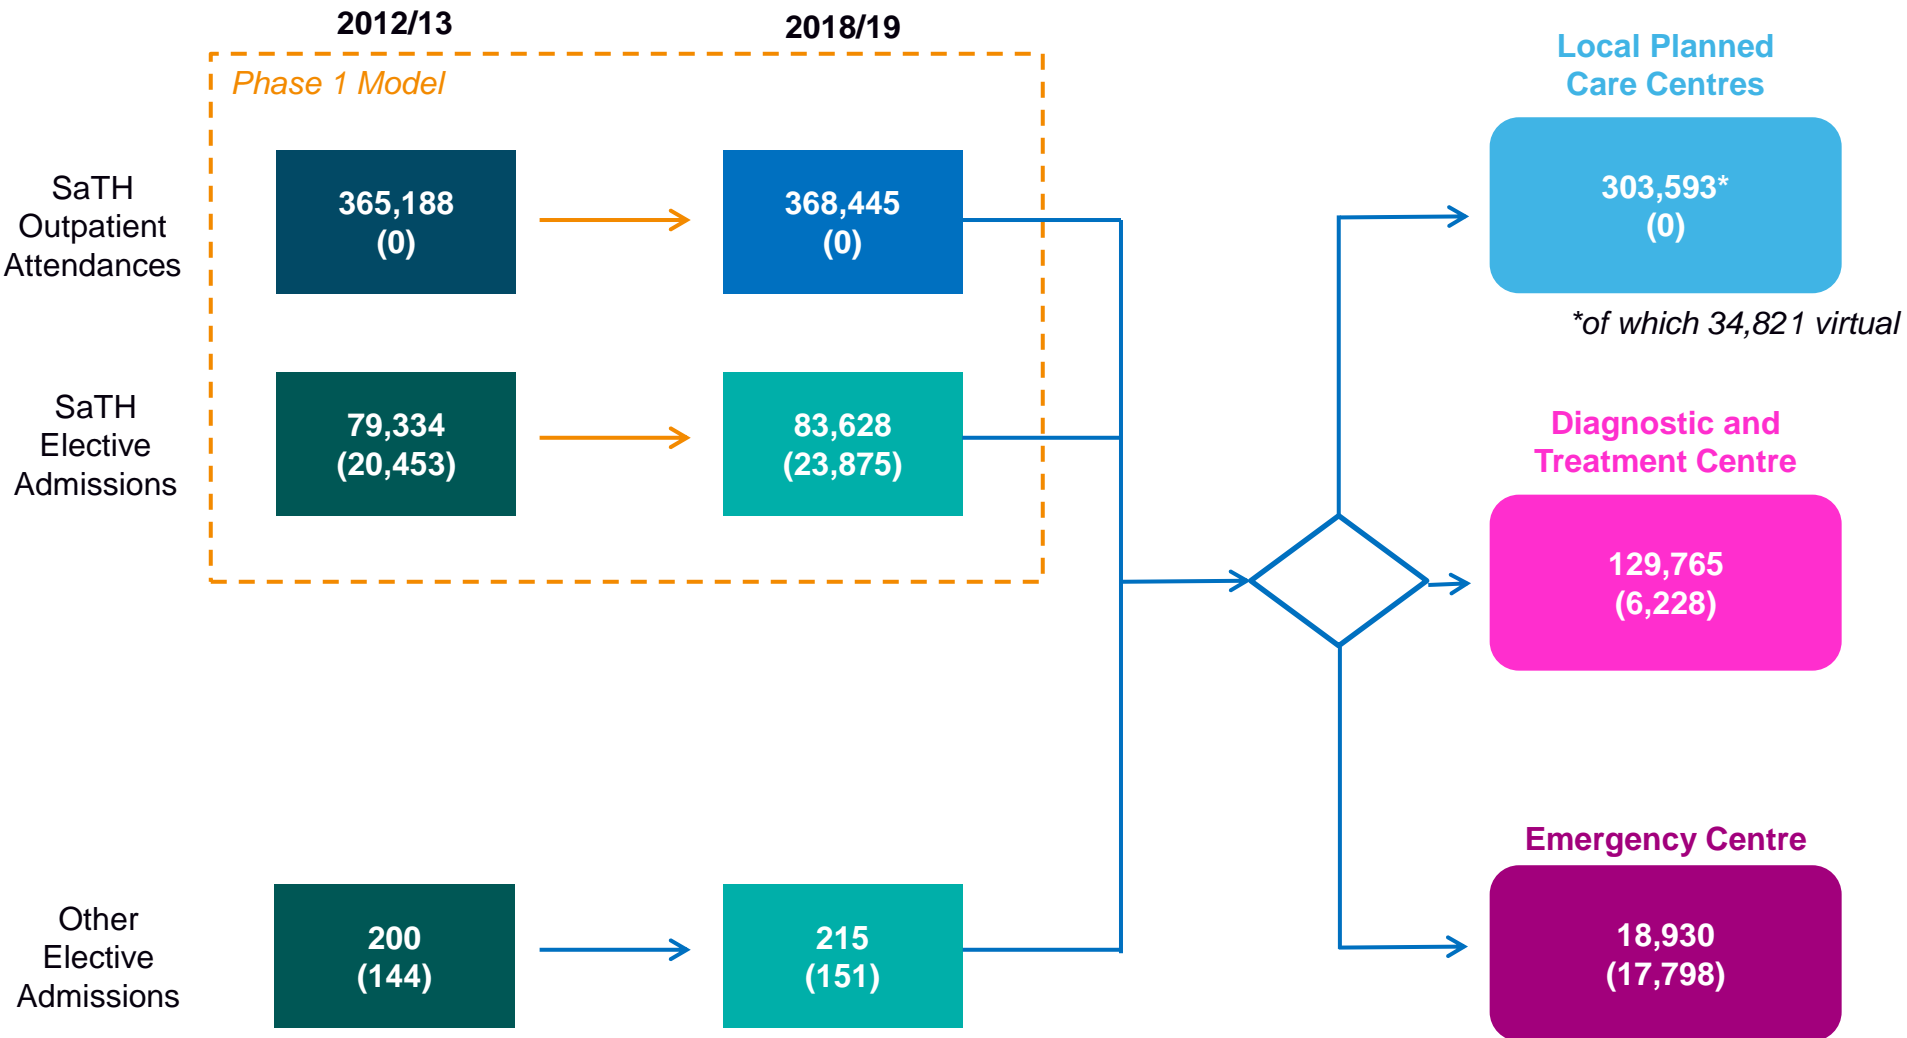 2012/13
2018/19
Phase 1 Model
SaTH
Outpatient
Attendances
365,188
(0)
368,445
(0)
Local Planned
Care Centres
303,593*
(0)
*of which 34,821 virtual
SaTH
Elective
Admissions
79,334
(20,453)
83,628
(23,875)
Diagnostic and
Treatment Centre
129,765
(6,228)
Other
Elective
Admissions
200
(144)
215
(151)
Emergency Centre
18,930
(17,798)